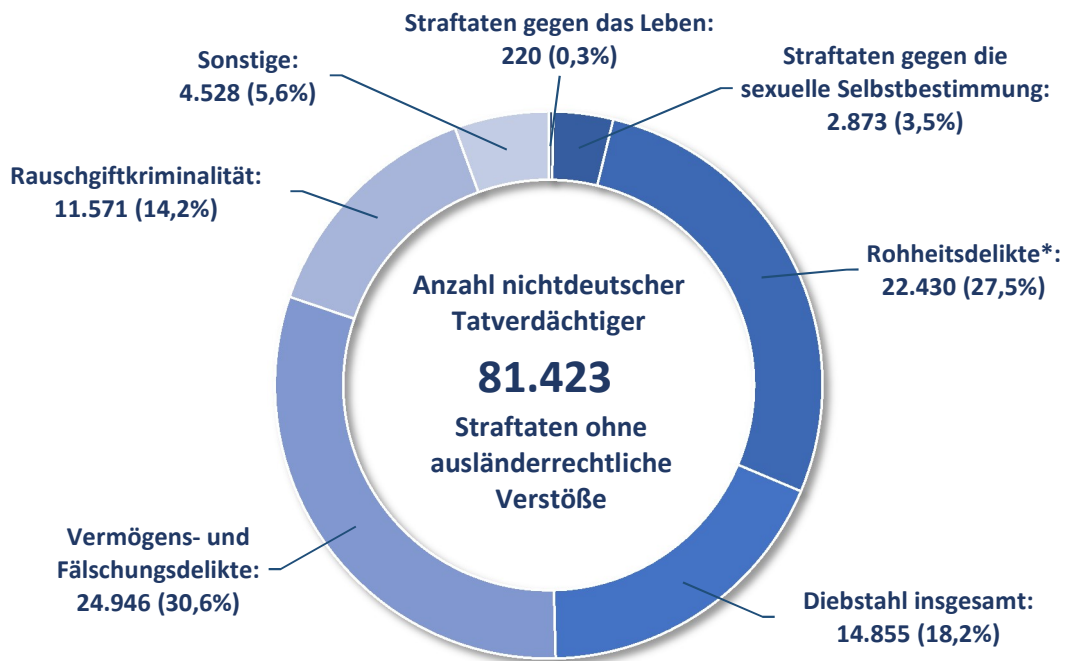 Straftaten gegen das Leben:
220 (0,3%)
Straftaten gegen die
sexuelle Selbstbestimmung:
2.873 (3,5%)
Sonstige:
4.528 (5,6%)
Rauschgiftkriminalität:
11.571 (14,2%)
Rohheitsdelikte*:
22.430 (27,5%)
Anzahl nichtdeutscher
Tatverdächtiger
81.423
Straftaten ohne
ausländerrechtliche
Verstöße
Vermögens- und
Fälschungsdelikte:
24.946 (30,6%)
Diebstahl insgesamt:
14.855 (18,2%)